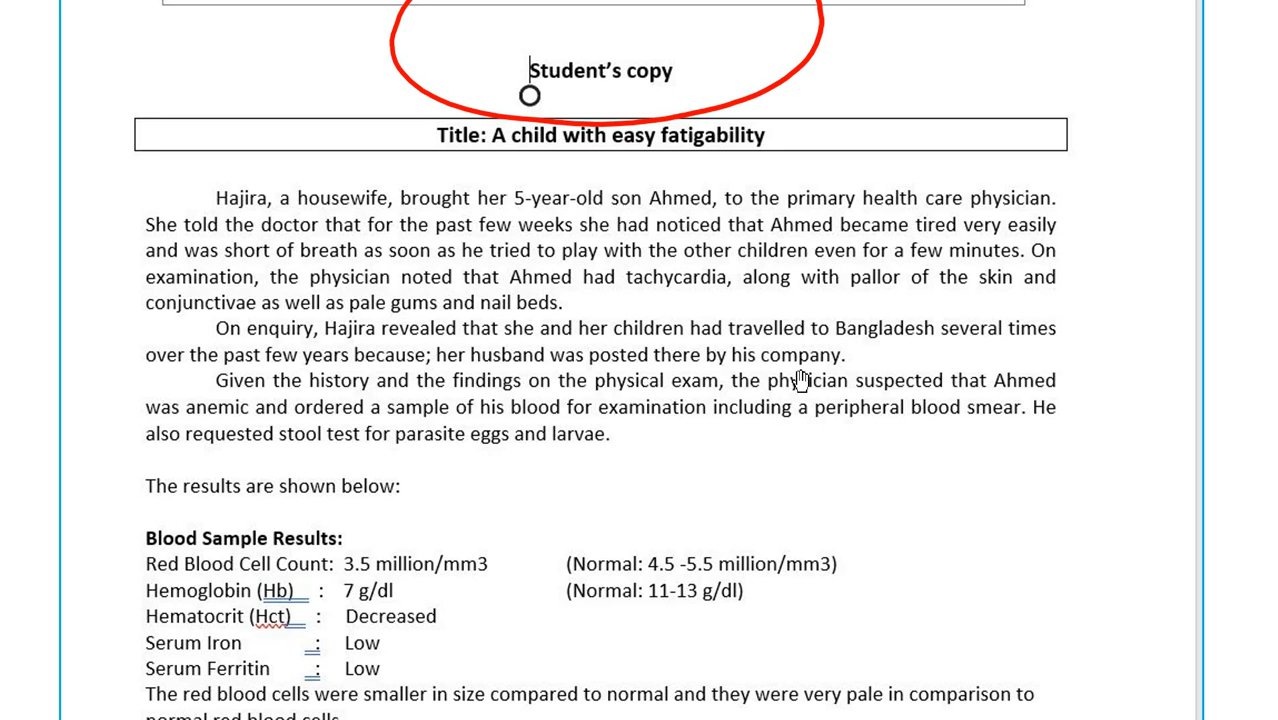 Student’s copy
Title: A child with easy fatigability
Hajira, a housewife, brought her 5-year-old son Ahmed, to the primary health care physician.
She told the doctor that for the past few weeks she had noticed that Ahmed became tired very easily
and was short of breath as soon as he tried to play with the other children even for a few minutes. On
examination, the physician noted that Ahmed had tachycardia, along with pallor of the skin and
conjunctivae as well as pale gums and nail beds.
On enquiry, Hajira revealed that she and her children had travelled to Bangladesh several times
over the past few years because; her husband was posted there by his company.
Given the history and the findings on the physical exam, the physician suspected that Ahmed
was anemic and ordered a sample of his blood for examination including a peripheral blood smear. He
also requested stool test for parasite eggs and larvae.
The results are shown below:
Blood Sample Results:
Red Blood Cell Count: 3.5 million/mm3 (Normal: 4.5 -5.5 million/mm3)
Hemoglobin (Hb) : 7 g/dl (Normal: 11-13 g/dl)
Hematocrit (Hct) : Decreased
Serum Iron : Low
Serum Ferritin : Low
The red blood cells were smaller in size compared to normal and they were very pale in comparison to
normal red blood cells